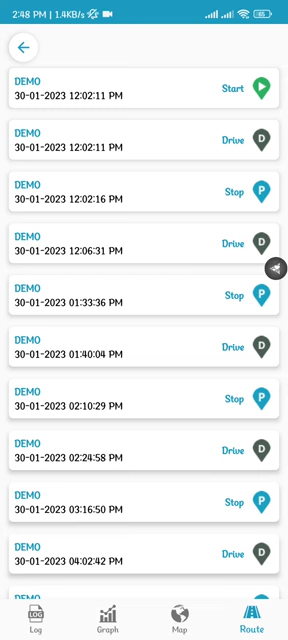 2:48 PM | 1.4KB/s
65
DEMO
30-01-2023 12:02:11 PM
Start
DEMO
30-01-2023 12:02:11 PM
Drive
D
DEMO
30-01-2023 12:02:16 PM
Stop
P
DEMO
30-01-2023 12:06:31 PM
Drive
D
DEMO
30-01-2023 01:33:36 PM
Stop
P
DEMO
30-01-2023 01:40:04 PM
Drive
D
DEMO
30-01-2023 02:10:29 PM
Stop
P
DEMO
30-01-2023 02:24:58 PM
Drive
D
DEMO
30-01-2023 03:16:50 PM
Stop
P
DEMO
30-01-2023 04:02:42 PM
Drive
D
DEMO
LOG
Log
Graph
Map
Route